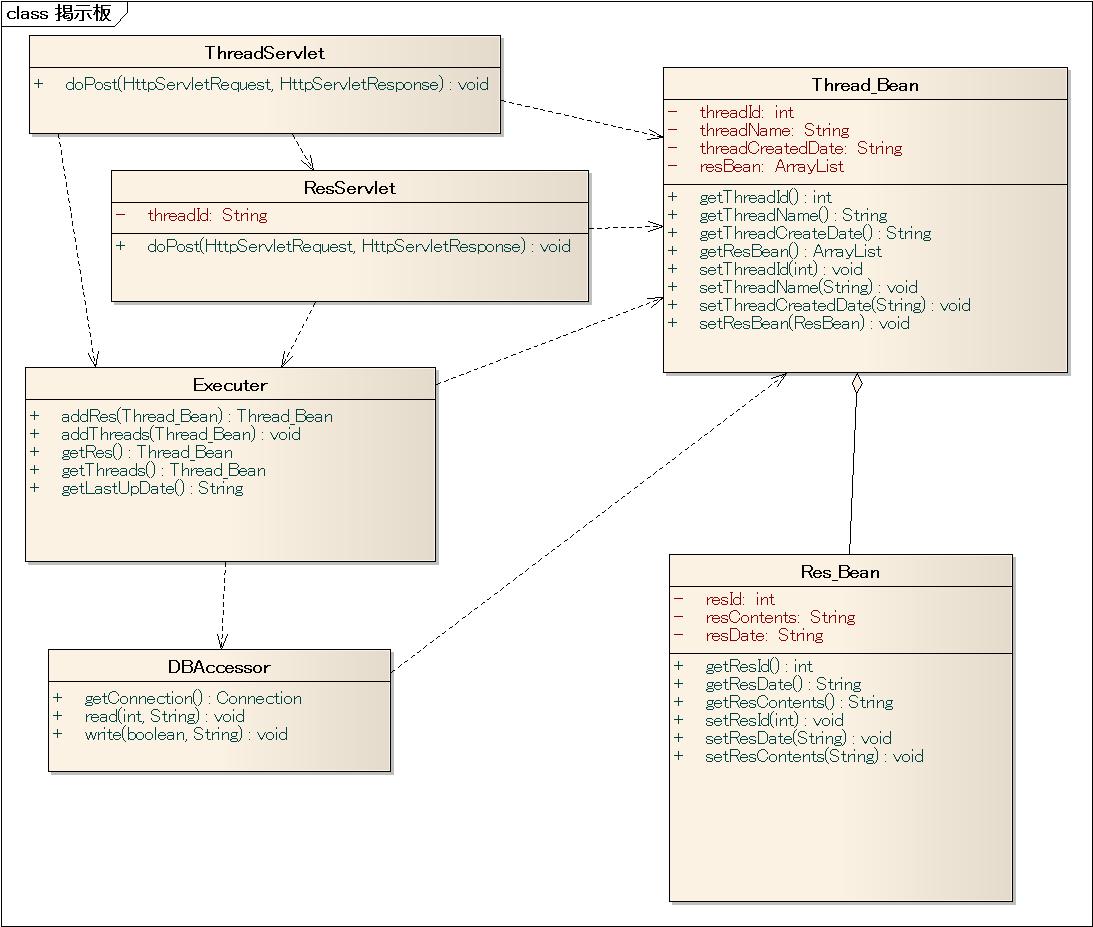 class 掲示板
ThreadServlet
+ doPost(HttpServletRequest, HttpServletResponse) : void
ResServlet
- threadId: String
+ doPost(HttpServletRequest, HttpServletResponse) : void
Thread_Bean
- threadId: int
- threadName: String
- threadCreatedDate: String
- resBean: ArrayList
+ getThreadId() : int
+ getThreadName() : String
+ getThreadCreateDate() : String
+ getResBean() : ArrayList
+ setThreadId(int) : void
+ setThreadName(String) : void
+ setThreadCreatedDate(String) : void
+ setResBean(ResBean) : void
Executer
+ addRes(Thread_Bean) : Thread_Bean
+ addThreads(Thread_Bean) : void
+ getRes() : Thread_Bean
+ getThreads() : Thread_Bean
+ getLastUpDate() : String
DBAccessor
+ getConnection() : Connection
+ read(int, String) : void
+ write(boolean, String) : void
Res_Bean
- resId: int
- resContents: String
- resDate: String
+ getResId() : int
+ getResDate() : String
+ getResContents() : String
+ setResId(int) : void
+ setResDate(String) : void
+ setResContents(String) : void